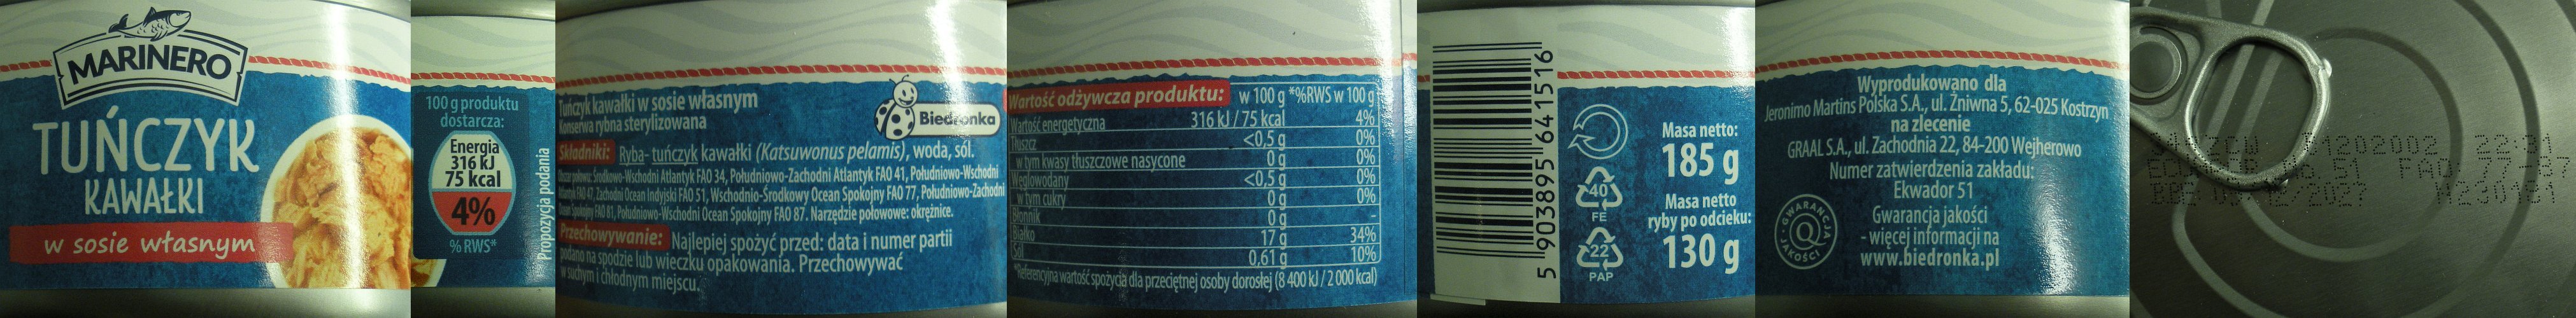 MARINERO
TUŃCZYK
KAWAŁKI
w sosie własnym
100 g produktu
dostarcza:
Energia
316 kJ
75 kcal
4%
% RWS*
Propozycja podania
Tuńczyk kawałki w sosie własnym
Konserwa rybna sterylizowana
Biedronka
Składniki: Ryba- tuńczyk kawałki (Katsuwonus pelamis), woda, sól.
Obszar połowu: Środkowo-Wschodni Atlantyk FAO 34, Południowo-Zachodni Atlantyk FAO 41, Południowo-Wschodni
Atlantyk FAO 47, Zachodni Ocean Indyjski FAO 51, Wschodnio-Środkowy Ocean Spokojny FAO 77, Południowo-Zachodni
Ocean Spokojny FAO 81, Południowo-Wschodni Ocean Spokojny FAO 87. Narzędzie połowowe: okrężnice.
Przechowywanie: Najlepiej spożyć przed: data i numer partii
podano na spodzie lub wieczku opakowania. Przechowywać
w suchym i chłodnym miejscu.
Wartość odżywcza produktu: w 100 g *%RWS w 100 g
Wartość energetyczna 316 kJ / 75 kcal 4%
Tłuszcz <0,5 g 0%
w tym kwasy tłuszczowe nasycone 0 g 0%
Węglowodany <0,5 g 0%
w tym cukry 0 g 0%
Błonnik 0 g -
Białko 17 g 34%
Sól 0,61 g 10%
*Referencyjna wartość spożycia dla przeciętnej osoby dorosłej (8 400 kJ / 2 000 kcal)
5 903895 641516
40
FE
22
PAP
Masa netto:
185 g
Masa netto
ryby po odcieku:
130 g
Wyprodukowano dla
Jeronimo Martins Polska S.A., ul. Żniwna 5, 62-025 Kostrzyn
na zlecenie
GRAAL S.A., ul. Zachodnia 22, 84-200 Wejherowo
Numer zatwierdzenia zakładu:
Ekwador 51
GWARANCJA
Q
JAKOŚCI
Gwarancja jakości
- więcej informacji na
www.biedronka.pl
P1202002 22:31
51 FAO 77-87
2027 H230181